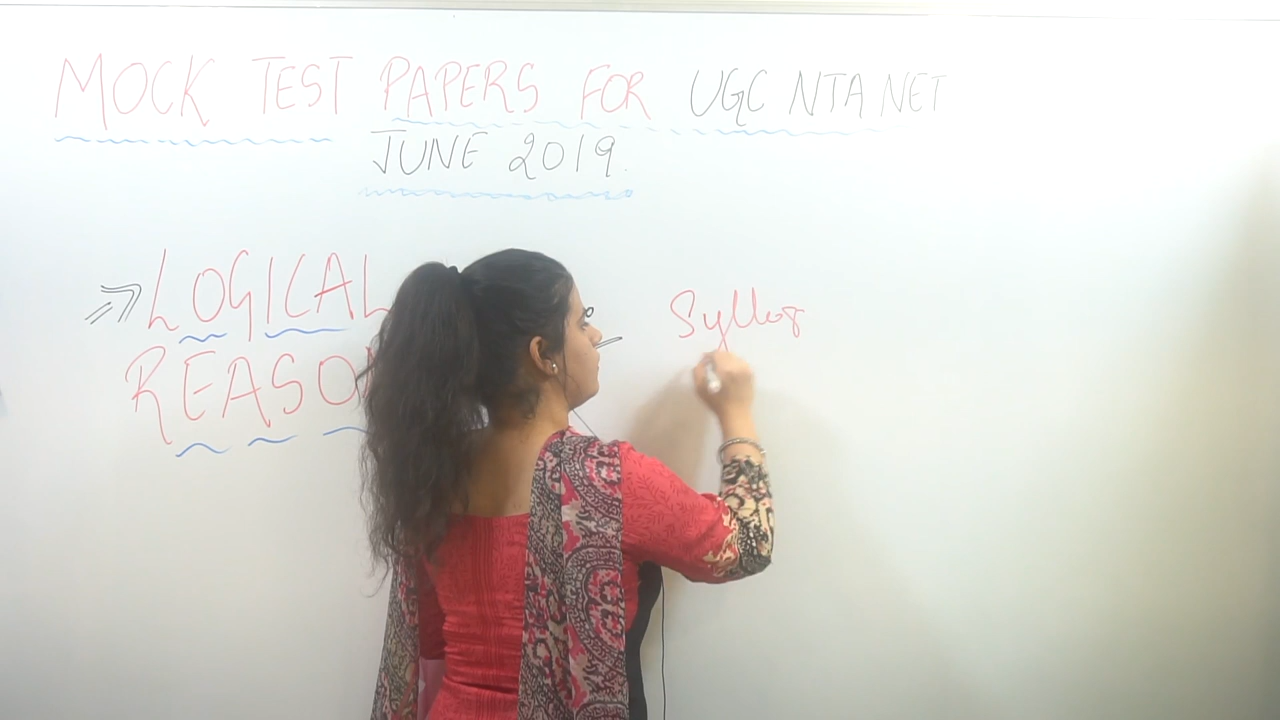 MOCK TEST PAPERS FOR UGC NTA NET
JUNE 2019.
LOGICAL
REASO
Syllog